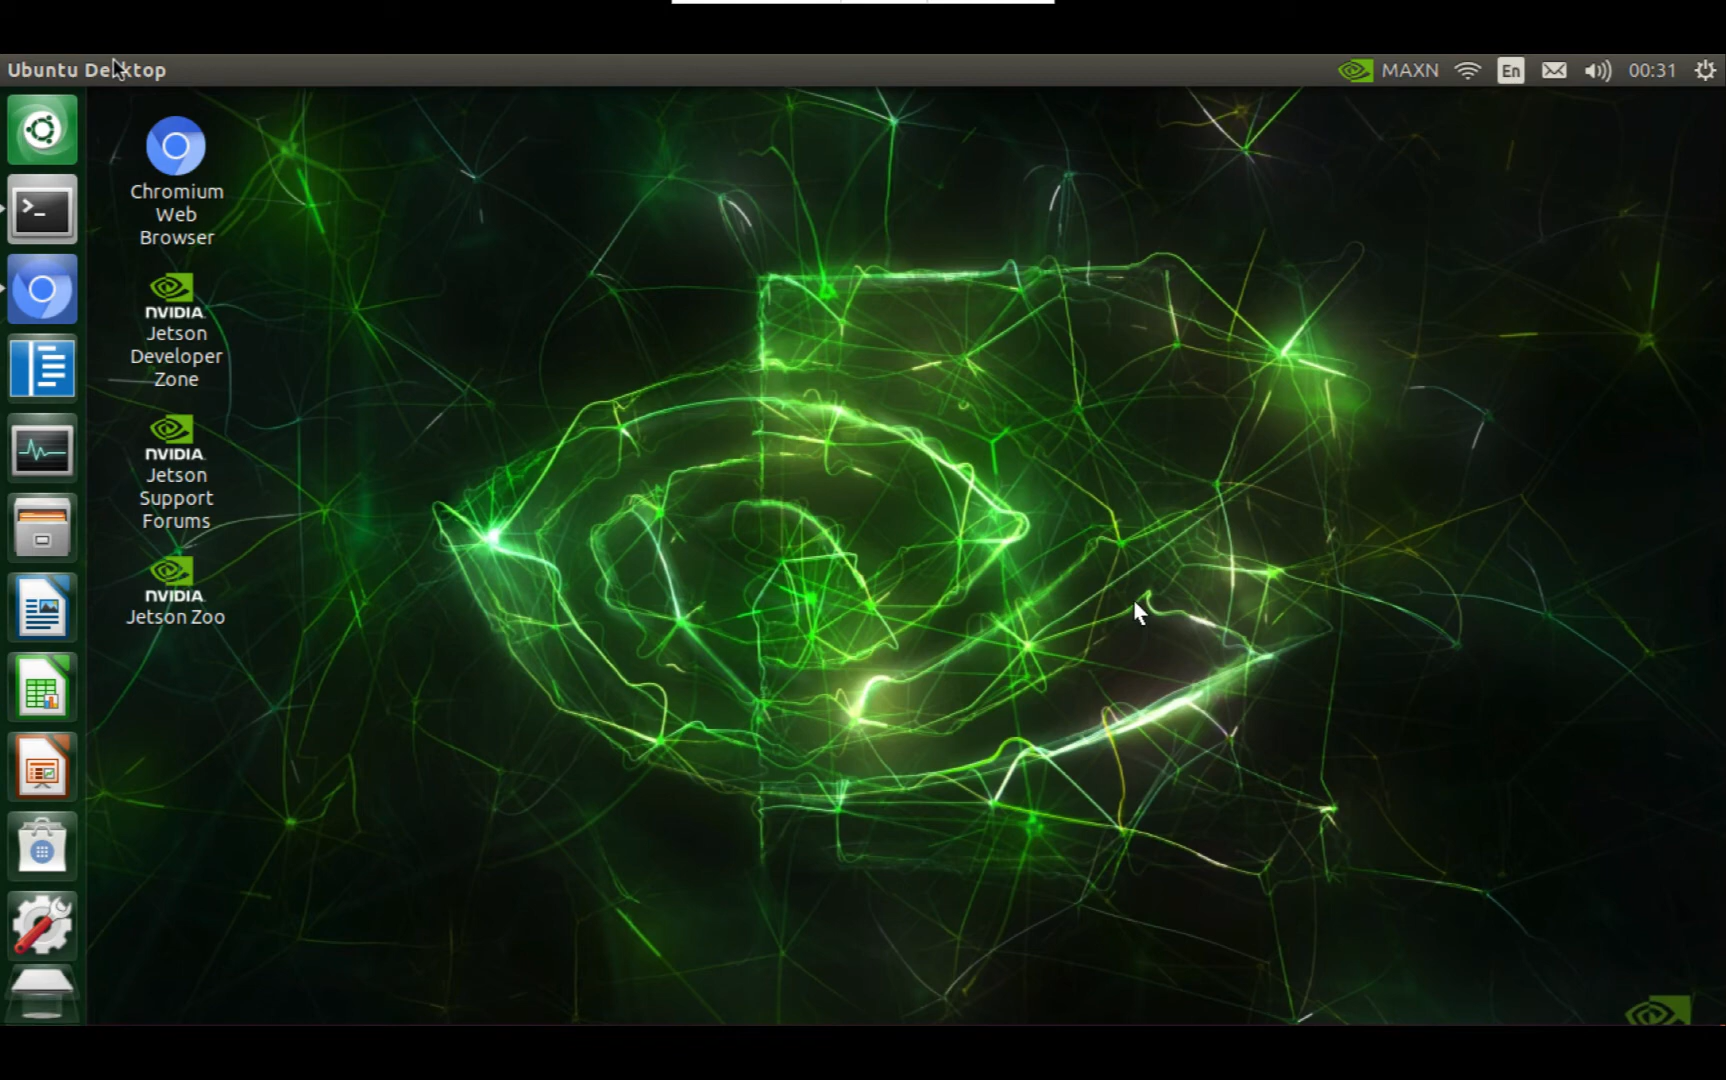 Ubuntu Desktop
MAXN
En
00:31
Chromium
Web
Browser
NVIDIA.
Jetson
Developer
Zone
NVIDIA.
Jetson
Support
Forums
NVIDIA.
Jetson Zoo